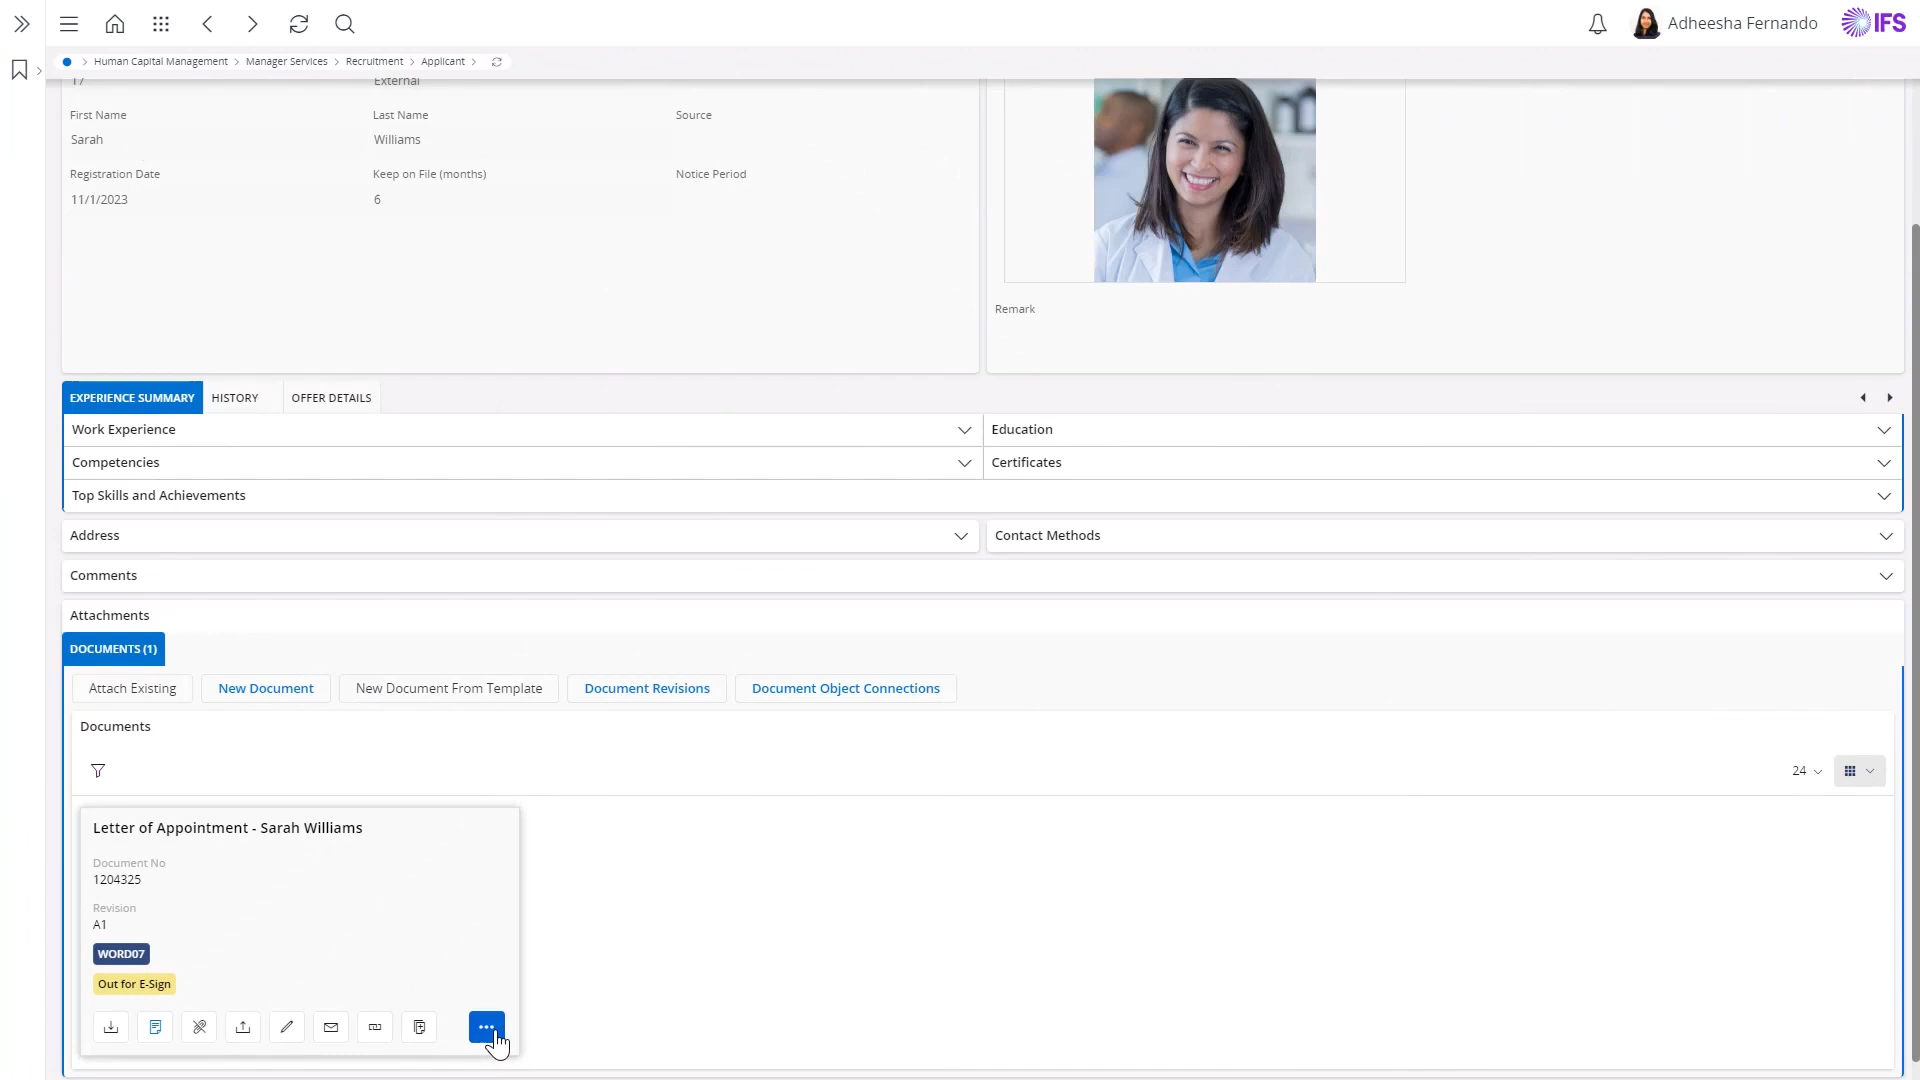 Adheesha Fernando
IFS
Human Capital Management > Manager Services > Recruitment > Applicant >
17
External
First Name
Last Name
Source
Sarah
Williams
Registration Date
Keep on File (months)
Notice Period
11/1/2023
6
Remark
EXPERIENCE SUMMARY
HISTORY
OFFER DETAILS
Work Experience
Education
Competencies
Certificates
Top Skills and Achievements
Address
Contact Methods
Comments
Attachments
DOCUMENTS (1)
Attach Existing
New Document
New Document From Template
Document Revisions
Document Object Connections
Documents
24
Letter of Appointment - Sarah Williams
Document No
1204325
Revision
A1
WORD07
Out for E-Sign